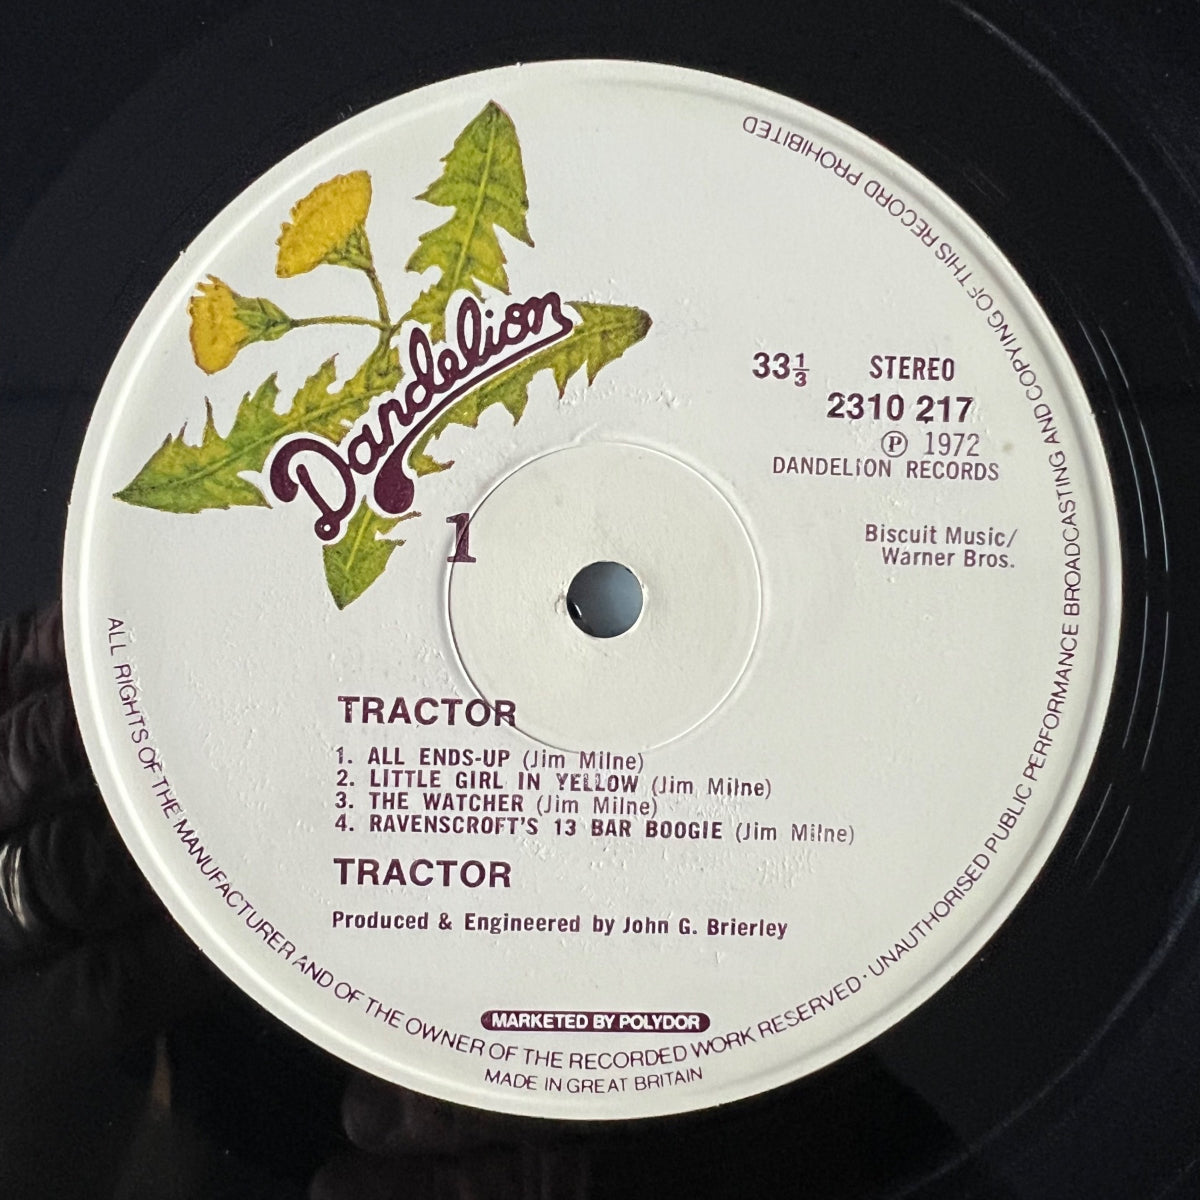 Dandelion
33⅓ STEREO
2310 217
Ⓟ 1972
DANDELION RECORDS
Biscuit Music/
Warner Bros.
1
TRACTOR
1. ALL ENDS-UP (Jim Milne)
2. LITTLE GIRL IN YELLOW (Jim Milne)
3. THE WATCHER (Jim Milne)
4. RAVENSCROFT'S 13 BAR BOOGIE (Jim Milne)
TRACTOR
Produced & Engineered by John G. Brierley
MARKETED BY POLYDOR
ALL RIGHTS OF THE MANUFACTURER AND OF THE OWNER OF THE RECORDED WORK RESERVED · UNAUTHORISED PUBLIC PERFORMANCE BROADCASTING AND COPYING OF THIS RECORD PROHIBITED
MADE IN GREAT BRITAIN